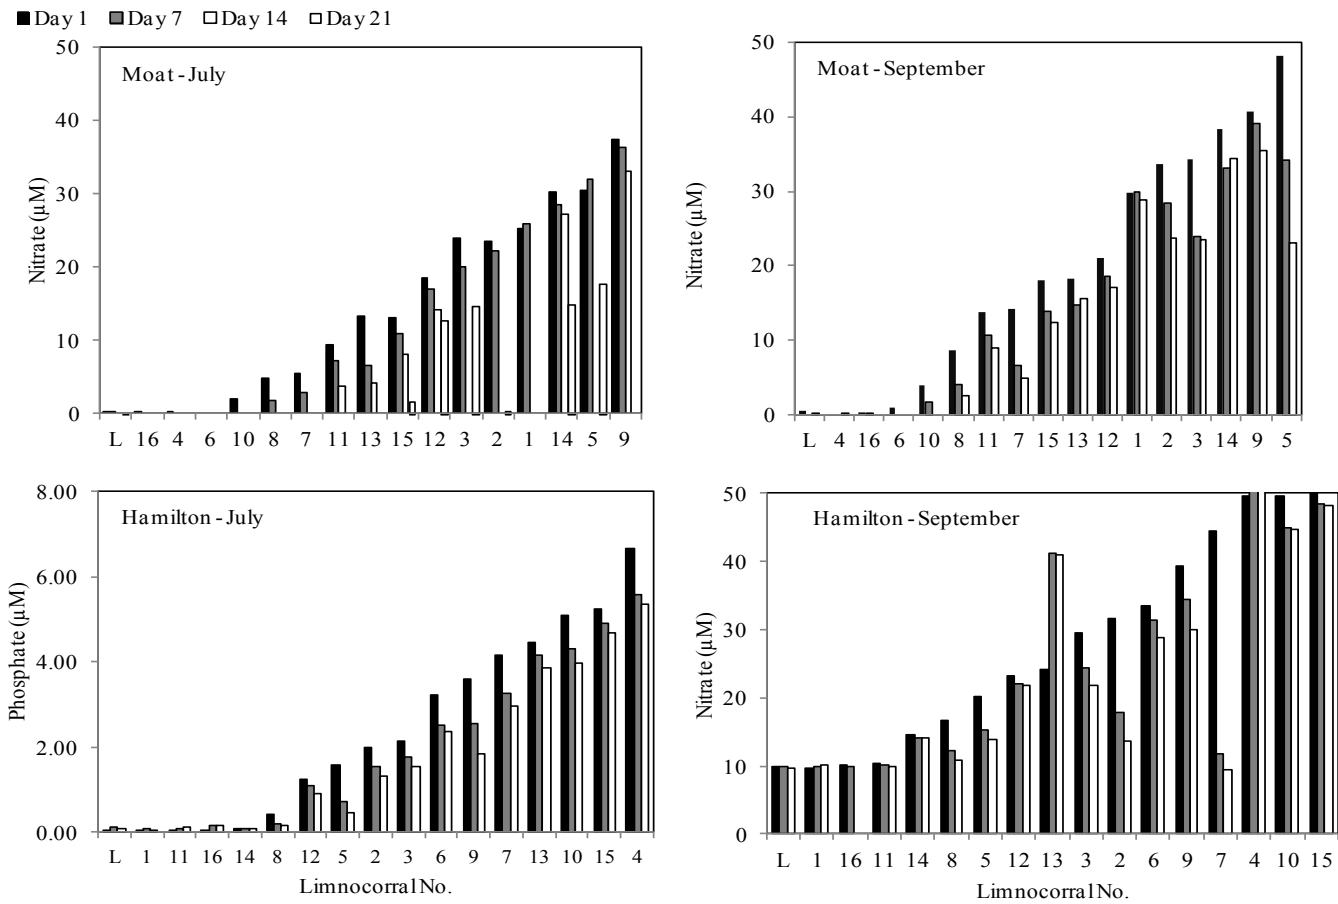 Day 1 Day 7 Day 14 Day 21
50
40
30
20
10
0
Nitrate (µM)
Moat - July
L 16 4 6 10 8 7 11 13 15 12 3 2 1 14 5 9
50
40
30
20
10
0
Nitrate (µM)
Moat - September
L 4 16 6 10 8 11 7 15 13 12 1 2 3 14 9 5
8.00
6.00
4.00
2.00
0.00
Phosphate (µM)
Hamilton - July
L 1 11 16 14 8 12 5 2 3 6 9 7 13 10 15 4
Limnocorral No.
50
40
30
20
10
0
Nitrate (µM)
Hamilton - September
L 1 16 11 14 8 5 12 13 3 2 6 9 7 4 10 15
Limnocorral No.